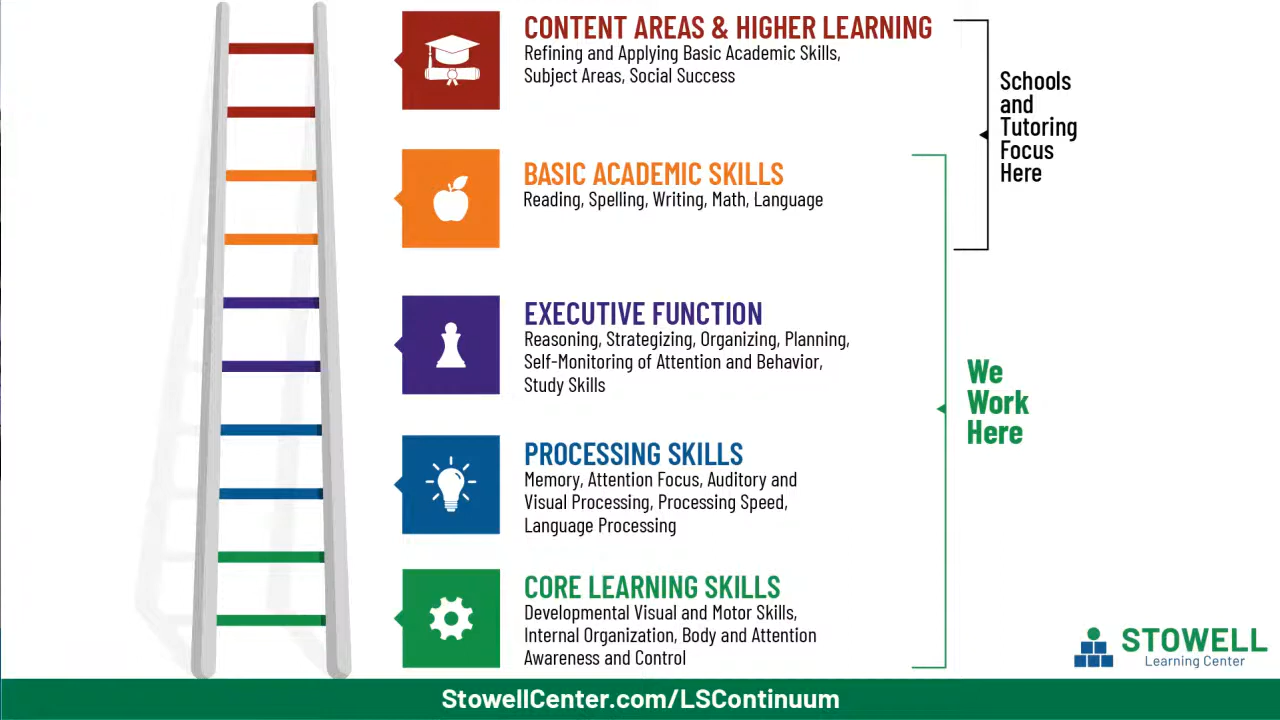 CONTENT AREAS & HIGHER LEARNING
Refining and Applying Basic Academic Skills,
Subject Areas, Social Success
BASIC ACADEMIC SKILLS
Reading, Spelling, Writing, Math, Language
EXECUTIVE FUNCTION
Reasoning, Strategizing, Organizing, Planning,
Self-Monitoring of Attention and Behavior,
Study Skills
PROCESSING SKILLS
Memory, Attention Focus, Auditory and
Visual Processing, Processing Speed,
Language Processing
CORE LEARNING SKILLS
Developmental Visual and Motor Skills,
Internal Organization, Body and Attention
Awareness and Control
Schools
and
Tutoring
Focus
Here
We
Work
Here
STOWELL
Learning Center
StowellCenter.com/LSContinuum